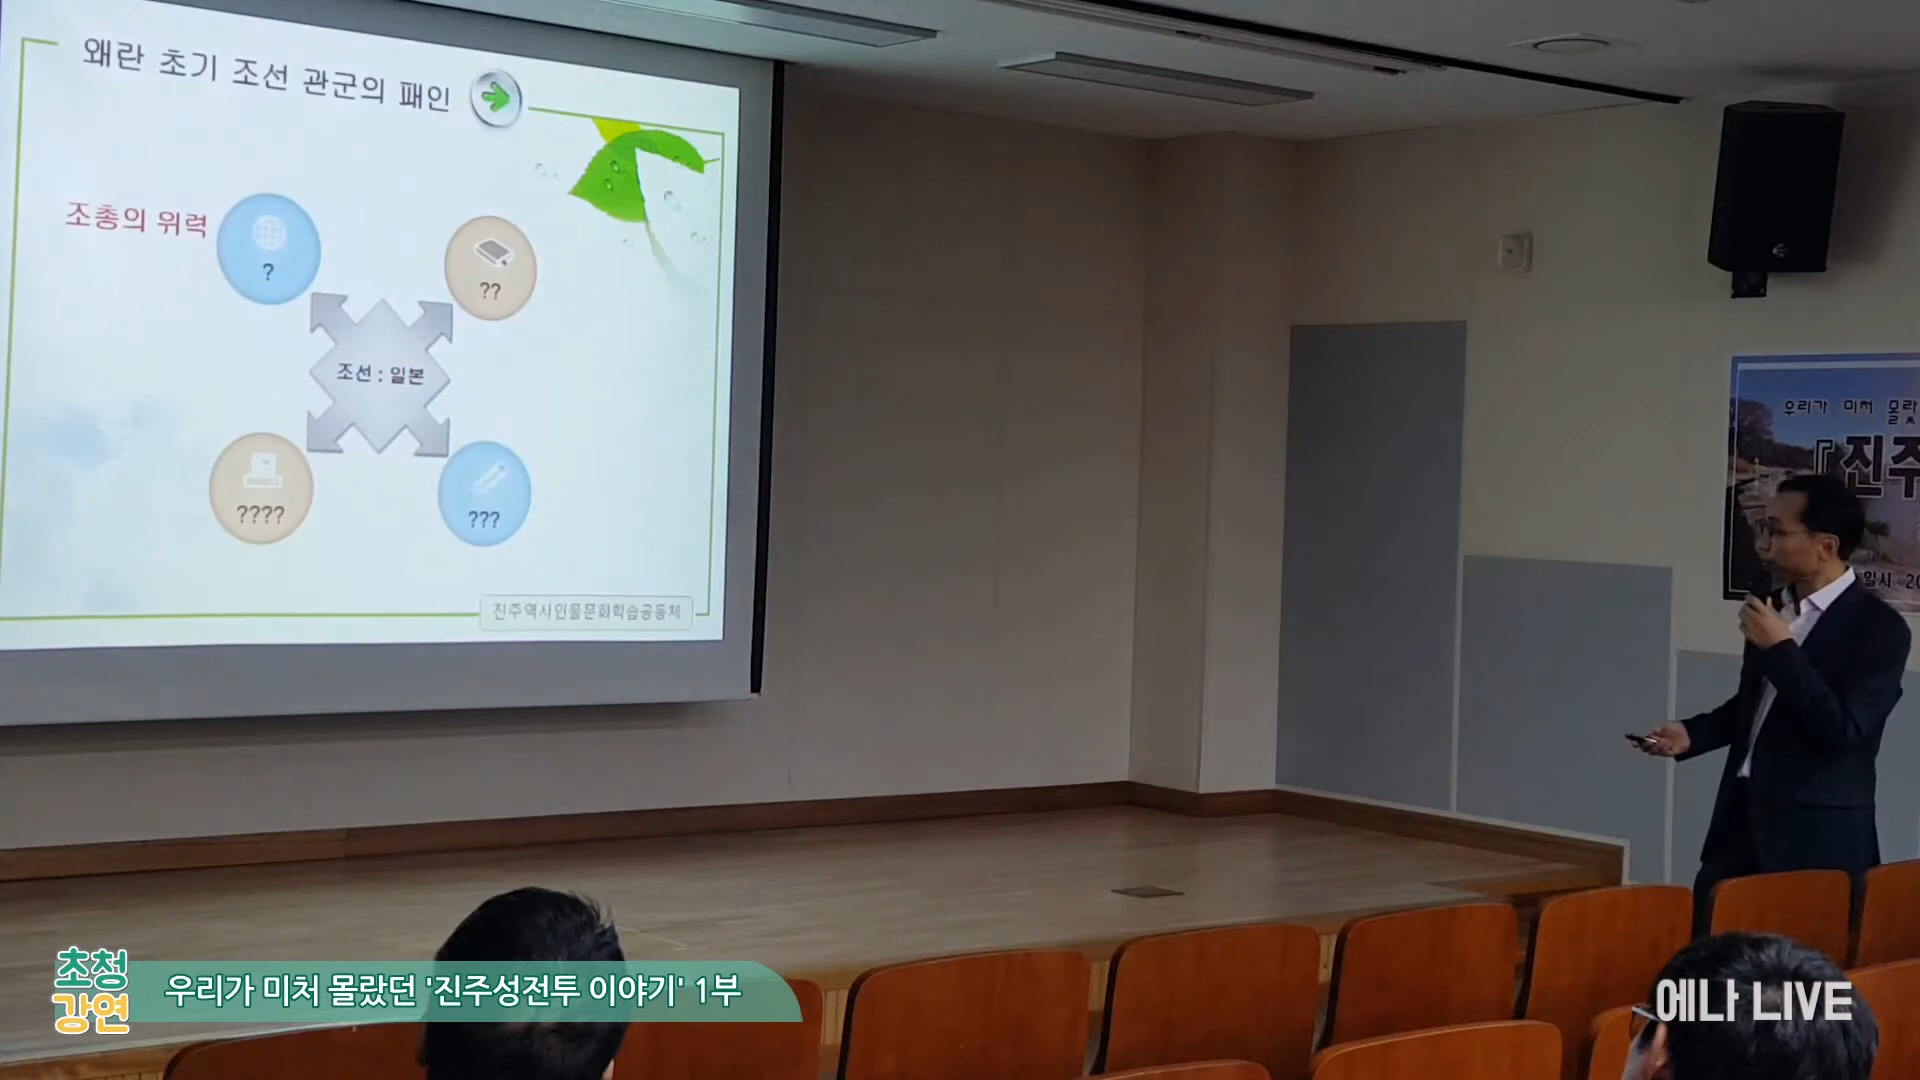 왜란 초기 조선 관군의 패인
조총의 위력
?
??
조선 : 일본
????
???
진주역사인물문화학습공동체
우리가 미처 몰랐
『진주
일시 20
초청
강연
우리가 미처 몰랐던 '진주성전투 이야기' 1부
에나 LIVE